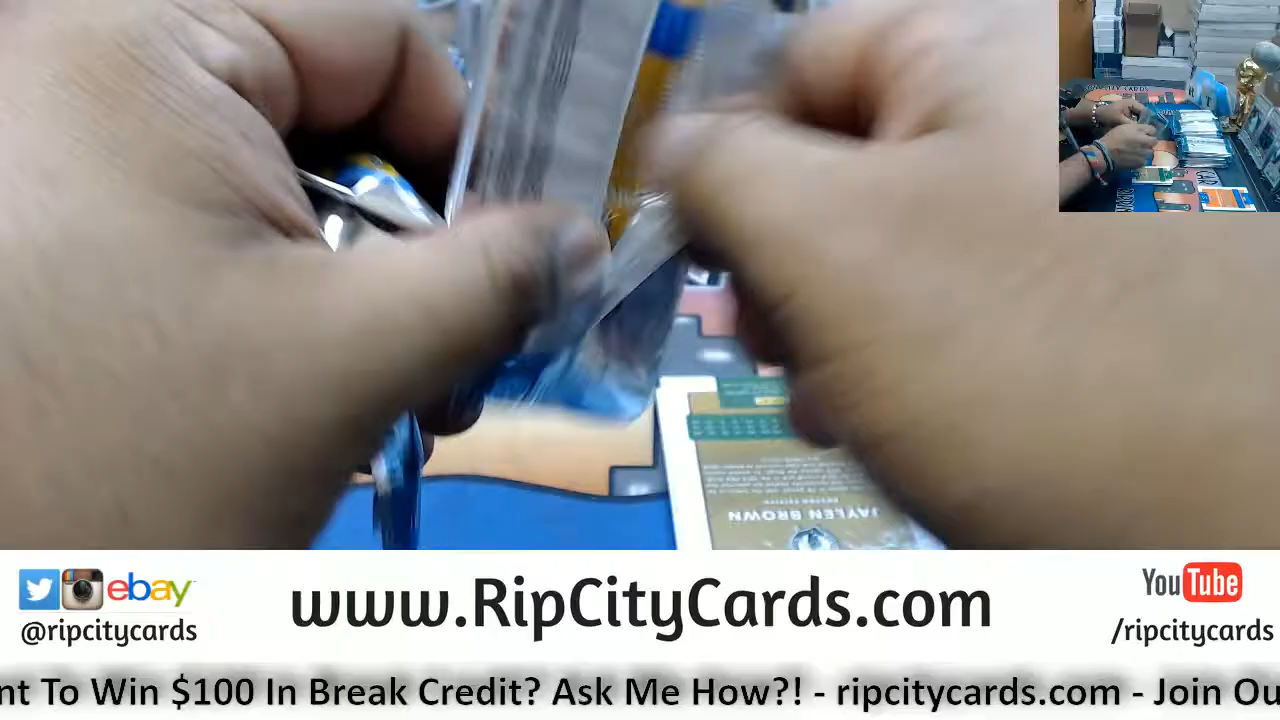 JAYLEN BROWN
ebay
@ripcitycards
www.RipCityCards.com
YouTube
/ripcitycards
nt To Win $100 In Break Credit? Ask Me How?! - ripcitycards.com - Join Ou